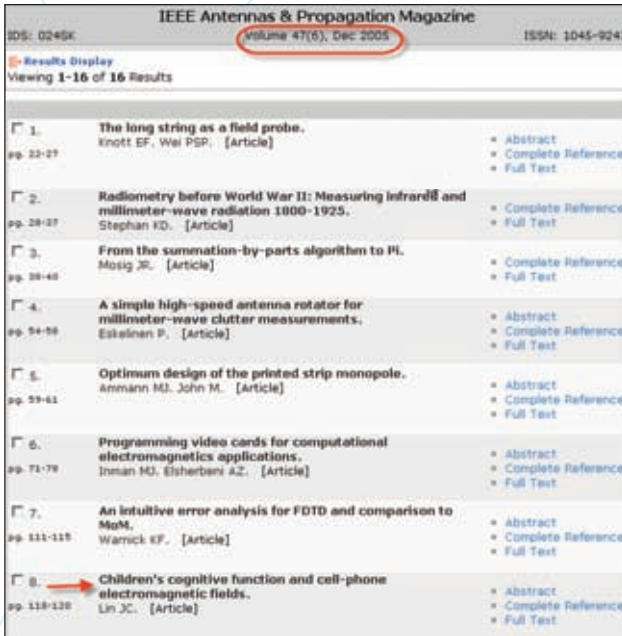 IEEE Antennas & Propagation Magazine
IDS: 024SK Volume 47(6), Dec 2005 ISSN: 1045-9243
Results Display
Viewing 1-16 of 16 Results
1. The long string as a field probe.
Knott EF. Wei PSP. [Article]
pg. 22-27
Abstract
Complete Reference
Full Text
2. Radiometry before World War II: Measuring infrared and
millimeter-wave radiation 1800-1925.
Stephan KD. [Article]
pg. 28-37
Complete Reference
Full Text
3. From the summation-by-parts algorithm to Pi.
Mosig JR. [Article]
pg. 38-40
Complete Reference
Full Text
4. A simple high-speed antenna rotator for
millimeter-wave clutter measurements.
Eskelinen P. [Article]
pg. 54-58
Abstract
Complete Reference
Full Text
5. Optimum design of the printed strip monopole.
Ammann MJ. John M. [Article]
pg. 59-61
Abstract
Complete Reference
Full Text
6. Programming video cards for computational
electromagnetics applications.
Inman MJ. Elsherbeni AZ. [Article]
pg. 71-78
Abstract
Complete Reference
Full Text
7. An intuitive error analysis for FDTD and comparison to
MoM.
Warnick KF. [Article]
pg. 111-115
Abstract
Complete Reference
Full Text
8. Children's cognitive function and cell-phone
electromagnetic fields.
Lin JC. [Article]
pg. 118-120
Abstract
Complete Reference
Full Text